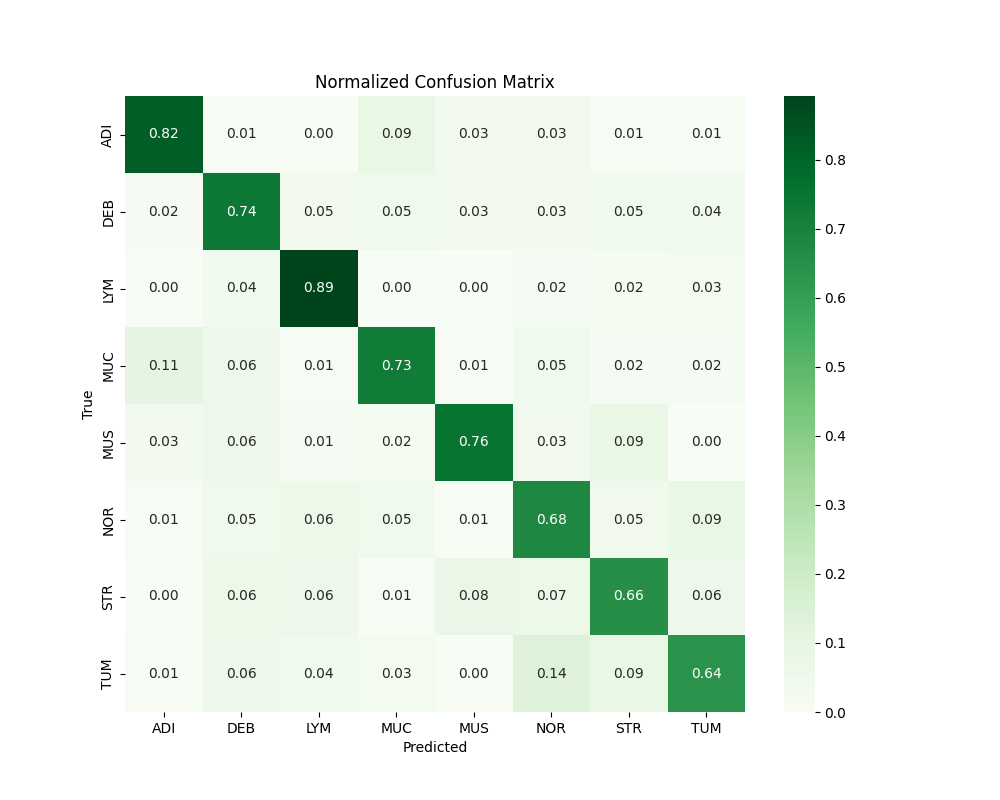 Normalized Confusion Matrix
ADI 0.82 0.01 0.00 0.09 0.03 0.03 0.01 0.01
DEB 0.02 0.74 0.05 0.05 0.03 0.03 0.05 0.04
LYM 0.00 0.04 0.89 0.00 0.00 0.02 0.02 0.03
MUC 0.11 0.06 0.01 0.73 0.01 0.05 0.02 0.02
MUS 0.03 0.06 0.01 0.02 0.76 0.03 0.09 0.00
NOR 0.01 0.05 0.06 0.05 0.01 0.68 0.05 0.09
STR 0.00 0.06 0.06 0.01 0.08 0.07 0.66 0.06
TUM 0.01 0.06 0.04 0.03 0.00 0.14 0.09 0.64
ADI DEB LYM MUC MUS NOR STR TUM
Predicted
True
0.8
0.7
0.6
0.5
0.4
0.3
0.2
0.1
0.0